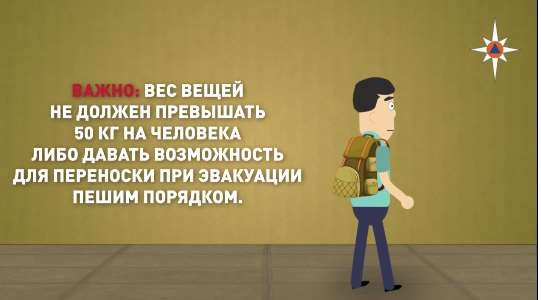 ВАЖНО: ВЕС ВЕЩЕЙ
НЕ ДОЛЖЕН ПРЕВЫШАТЬ
50 КГ НА ЧЕЛОВЕКА
ЛИБО ДАВАТЬ ВОЗМОЖНОСТЬ
ДЛЯ ПЕРЕНОСКИ ПРИ ЭВАКУАЦИИ
ПЕШИМ ПОРЯДКОМ.